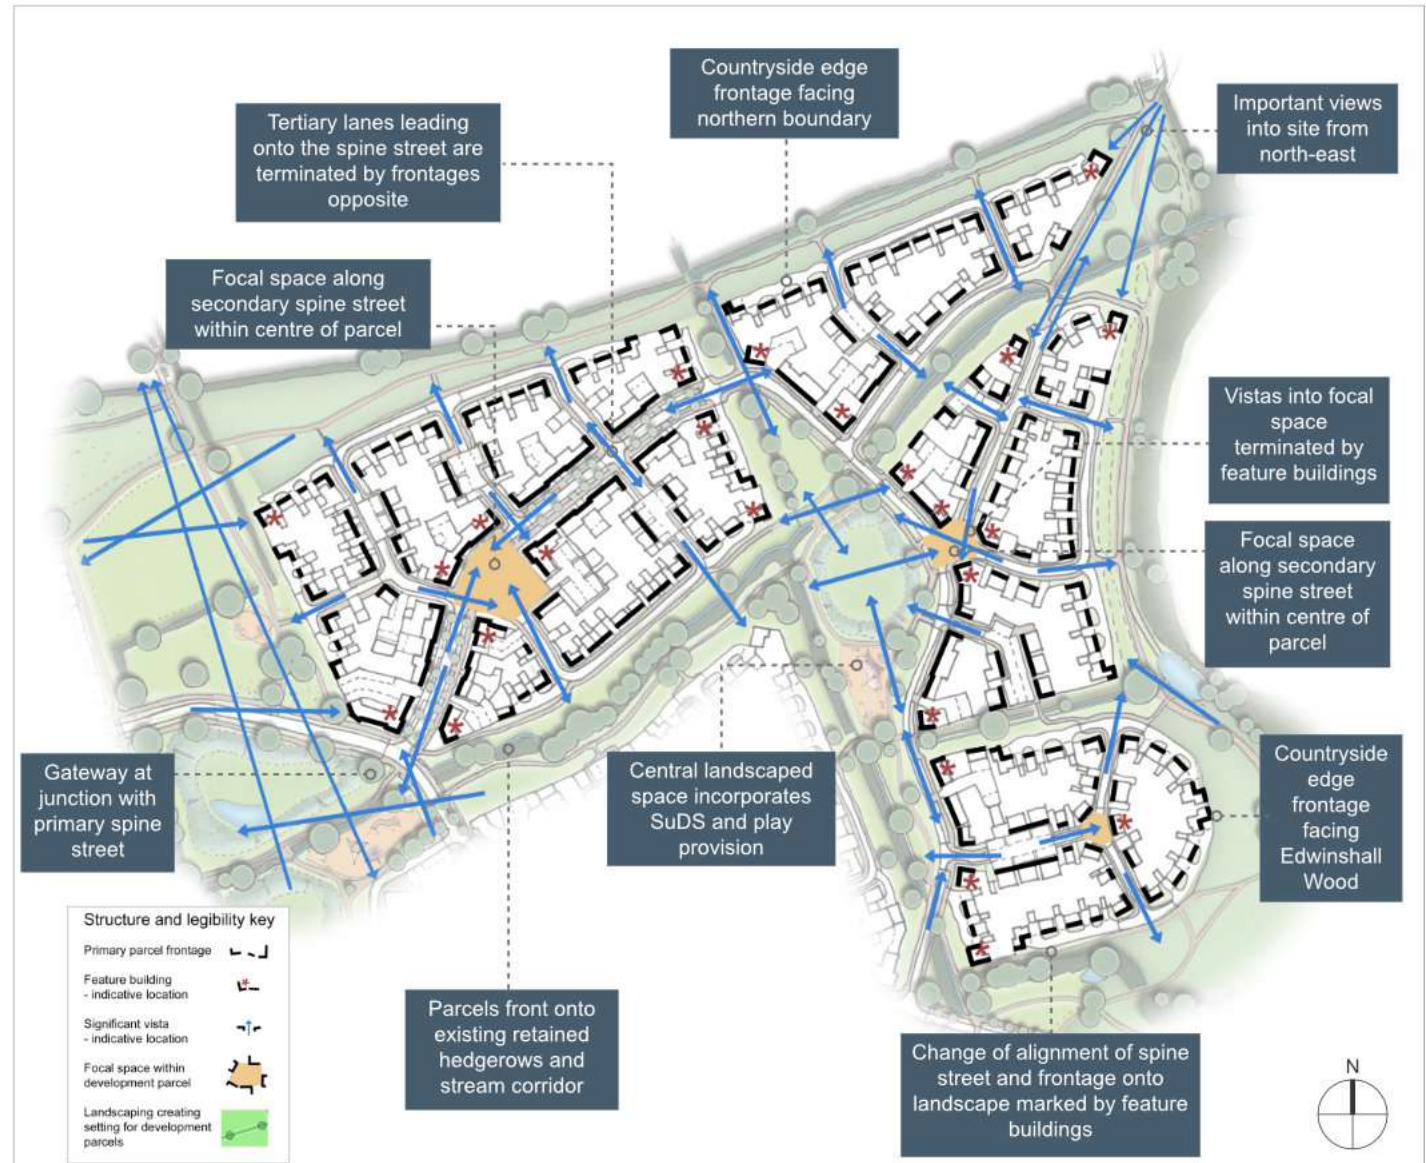 Countryside edge
frontage facing
northern boundary
Important views
into site from
north-east
Tertiary lanes leading
onto the spine street are
terminated by frontages
opposite
Focal space along
secondary spine street
within centre of parcel
Vistas into focal
space
terminated by
feature buildings
Focal space
along secondary
spine street
within centre of
parcel
Gateway at
junction with
primary spine
street
Central landscaped
space incorporates
SuDS and play
provision
Countryside
edge
frontage
facing
Edwinshall
Wood
Parcels front onto
existing retained
hedgerows and
stream corridor
Change of alignment of spine
street and frontage onto
landscape marked by feature
buildings
Structure and legibility key
Primary parcel frontage
Feature building
- indicative location
Significant vista
- indicative location
Focal space within
development parcel
Landscaping creating
setting for development
parcels
N